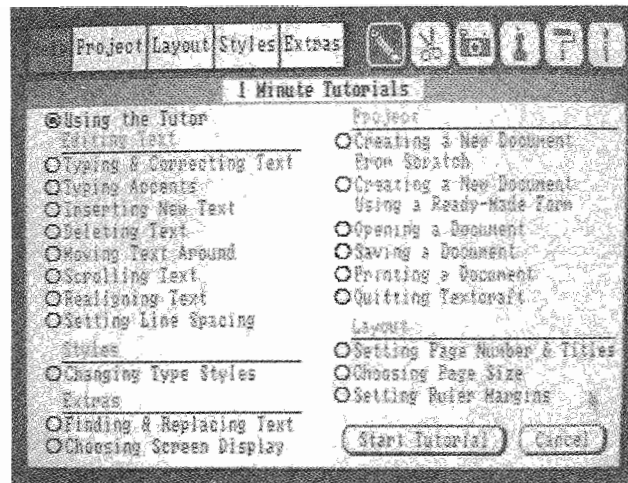 Project Layout Styles Extras
1 Minute Tutorials
Using the Tutor
Editing Text
Typing & Correcting Text
Typing Accents
Inserting New Text
Deleting Text
Moving Text Around
Scrolling Text
Realigning Text
Setting Line Spacing
Styles
Changing Type Styles
Extras
Finding & Replacing Text
Choosing Screen Display
Project
Creating a New Document
From Scratch
Creating a New Document
Using a Ready-Made Form
Opening a Document
Saving a Document
Printing a Document
Quitting Textcraft
Layout
Setting Page Number & Titles
Choosing Page Size
Setting Ruler Margins
Start Tutorial Cancel